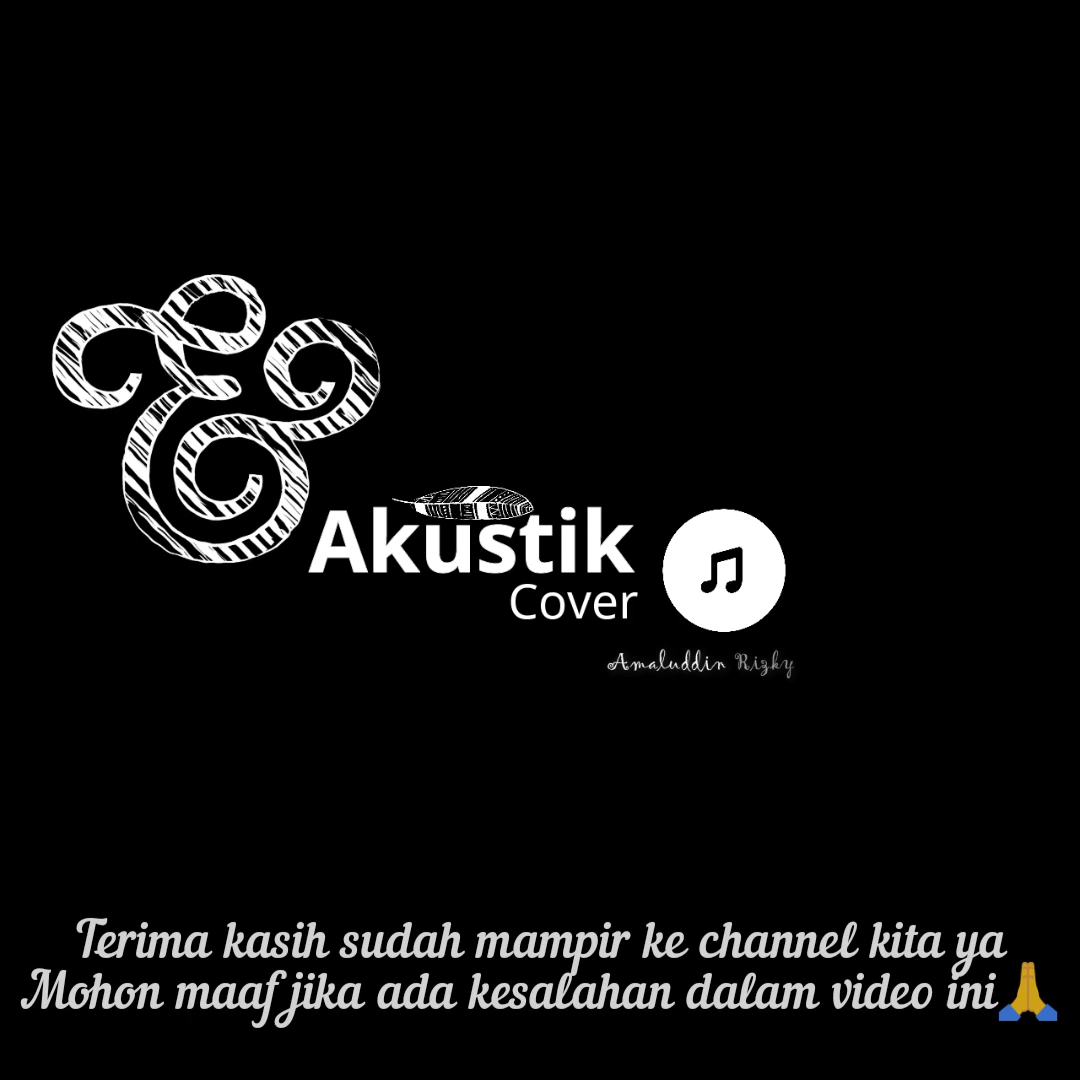 &
Akustik
Cover
Amaluddin Rizky
Terima kasih sudah mampir ke channel kita ya
Mohon maaf jika ada kesalahan dalam video ini🙏